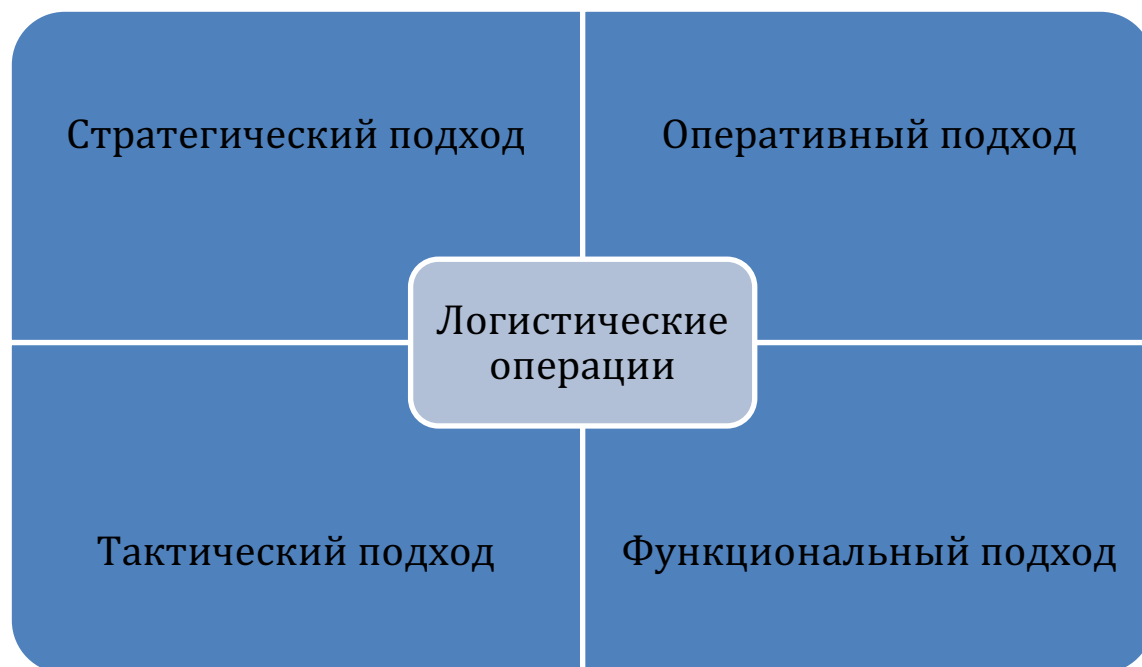 Стратегический подход
Оперативный подход
Логистические
операции
Тактический подход
Функциональный подход